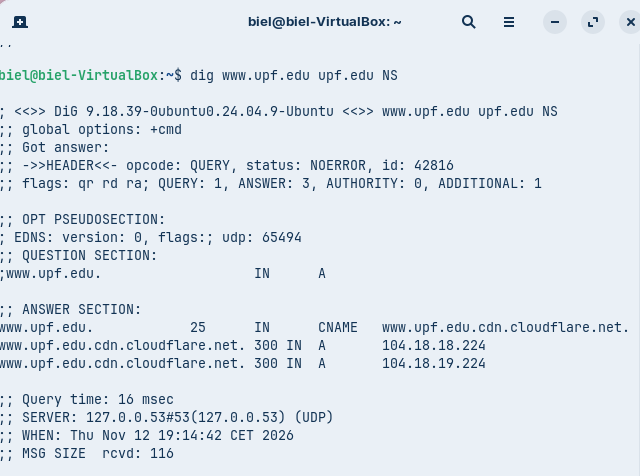 biel@biel-VirtualBox: ~
..
biel@biel-VirtualBox:~$ dig www.upf.edu upf.edu NS
; <<>> DiG 9.18.39-0ubuntu0.24.04.9-Ubuntu <<>> www.upf.edu upf.edu NS
;; global options: +cmd
;; Got answer:
;; ->>HEADER<<- opcode: QUERY, status: NOERROR, id: 42816
;; flags: qr rd ra; QUERY: 1, ANSWER: 3, AUTHORITY: 0, ADDITIONAL: 1
;; OPT PSEUDOSECTION:
; EDNS: version: 0, flags:; udp: 65494
;; QUESTION SECTION:
;www.upf.edu. IN A
;; ANSWER SECTION:
www.upf.edu. 25 IN CNAME www.upf.edu.cdn.cloudflare.net.
www.upf.edu.cdn.cloudflare.net. 300 IN A 104.18.18.224
www.upf.edu.cdn.cloudflare.net. 300 IN A 104.18.19.224
;; Query time: 16 msec
;; SERVER: 127.0.0.53#53(127.0.0.53) (UDP)
;; WHEN: Thu Nov 12 19:14:42 CET 2026
;; MSG SIZE rcvd: 116